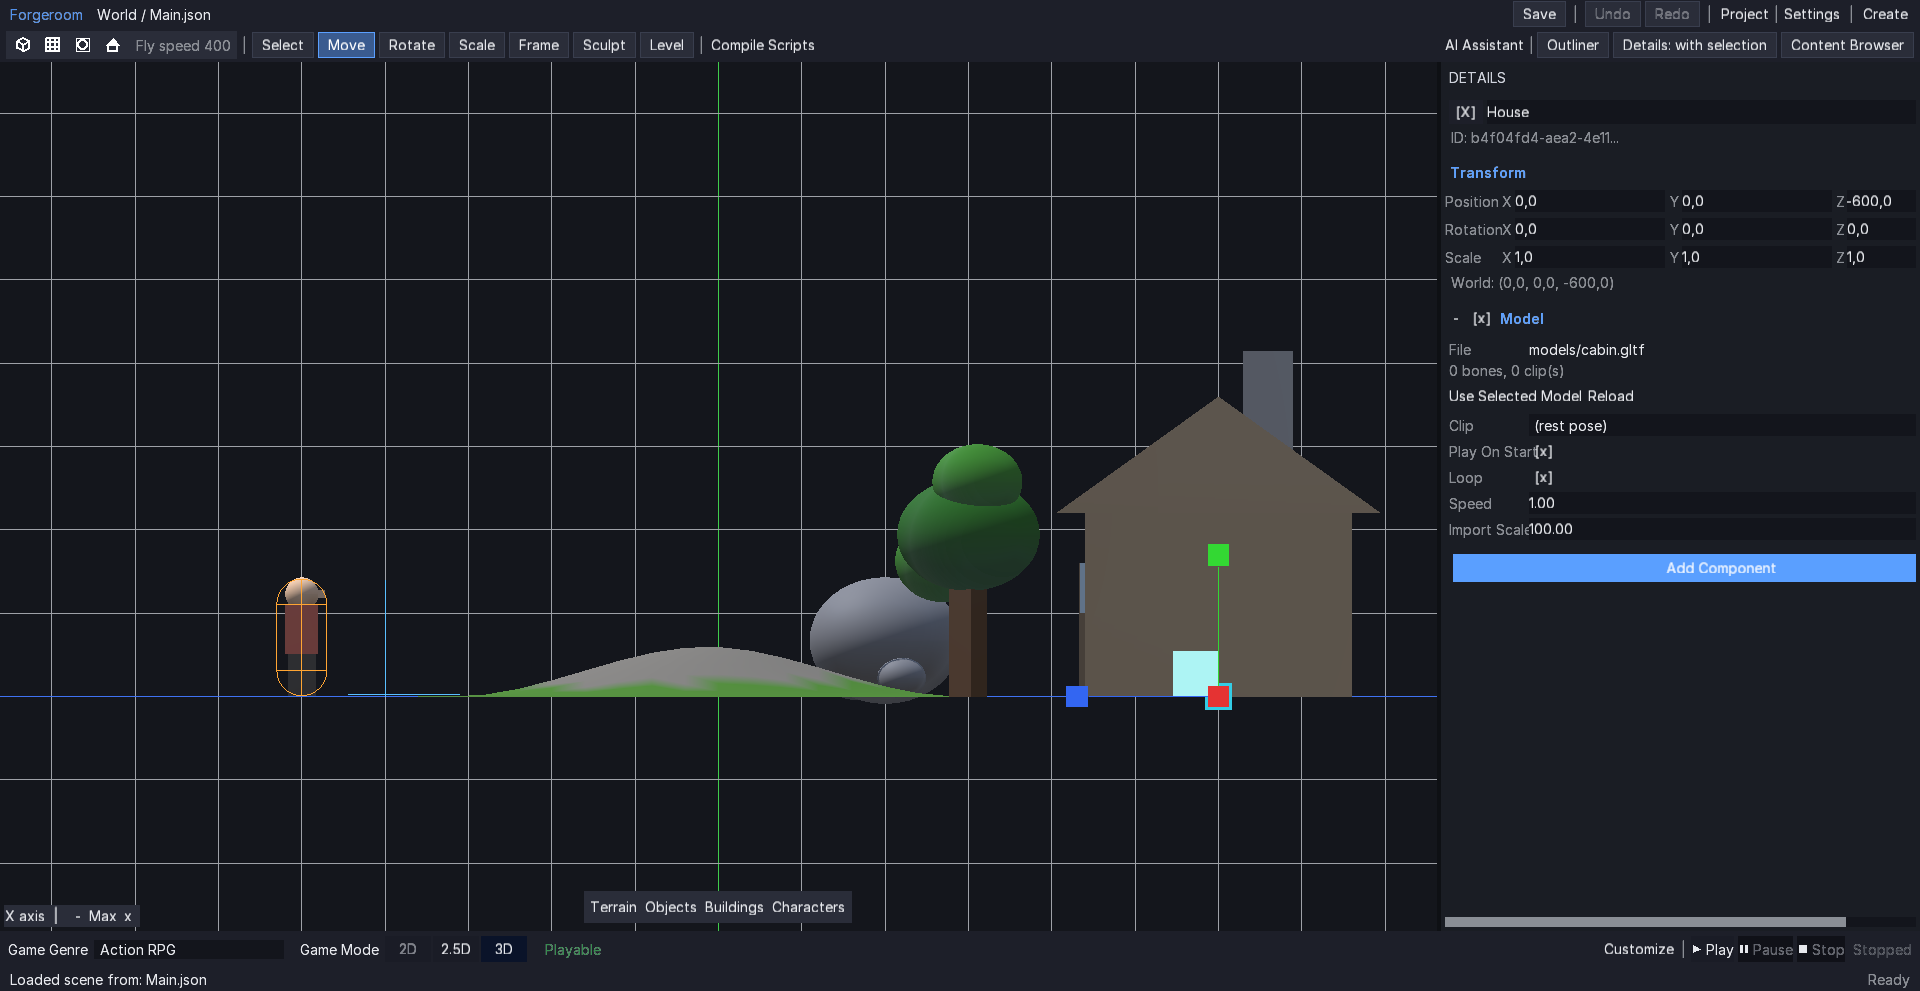 Forgeroom World / Main.json
Save | Undo Redo | Project | Settings | Create
Fly speed 400 | Select Move Rotate Scale Frame Sculpt Level | Compile Scripts
AI Assistant | Outliner Details: with selection Content Browser
DETAILS
[X] House
ID: b4f04fd4-aea2-4e11...
Transform
Position X 0,0 Y 0,0 Z -600,0
Rotation X 0,0 Y 0,0 Z 0,0
Scale X 1,0 Y 1,0 Z 1,0
World: (0,0, 0,0, -600,0)
- [x] Model
File models/cabin.gltf
0 bones, 0 clip(s)
Use Selected Model Reload
Clip (rest pose)
Play On Start [x]
Loop [x]
Speed 1.00
Import Scale 100.00
Add Component
Terrain Objects Buildings Characters
X axis | - Max x
Game Genre Action RPG Game Mode 2D 2.5D 3D Playable
Customize | Play Pause Stop Stopped
Loaded scene from: Main.json
Ready